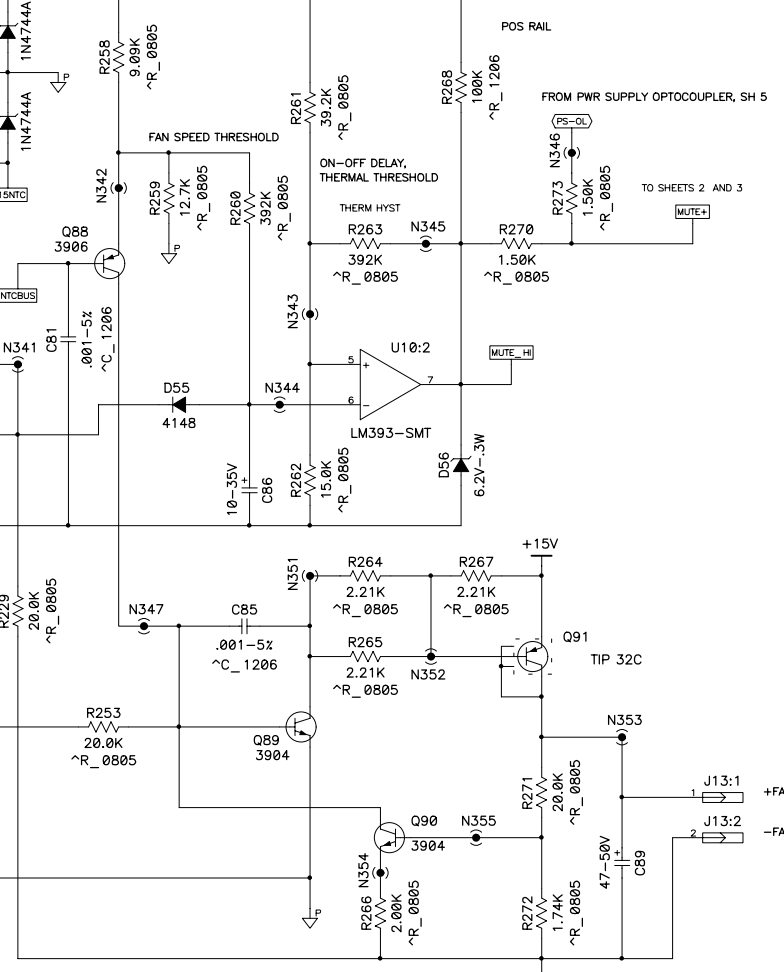 1N4744A
1N4744A
P
15NTC
R258
9.09K
^R_0805
R261
39.2K
^R_0805
POS RAIL
R268
100K
^R_1206
FROM PWR SUPPLY OPTOCOUPLER, SH 5
PS-OL
N346
R273
1.50K
^R_0805
TO SHEETS 2 AND 3
MUTE+
FAN SPEED THRESHOLD
N342
R259
12.7K
^R_0805
P
R260
392K
^R_0805
ON-OFF DELAY,
THERMAL THRESHOLD
THERM HYST
R263
392K
^R_0805
N345
R270
1.50K
^R_0805
Q88
3906
NTCBUS
C81
.001-5%
^C_1206
N341
N343
U10:2
5
+
6
−
7
LM393-SMT
MUTE_HI
D55
4148
N344
10-35V
+
C86
R262
15.0K
^R_0805
D56
6.2V-.3W
+15V
N351
R264
2.21K
^R_0805
R267
2.21K
^R_0805
R229
20.0K
^R_0805
N347
C85
.001-5%
^C_1206
R265
2.21K
^R_0805
N352
Q91
TIP 32C
R253
20.0K
^R_0805
Q89
3904
N353
R271
20.0K
^R_0805
J13:1
1
+FA
J13:2
2
-FA
Q90
3904
N355
N354
R266
2.00K
^R_0805
P
R272
1.74K
^R_0805
47-50V
+
C89